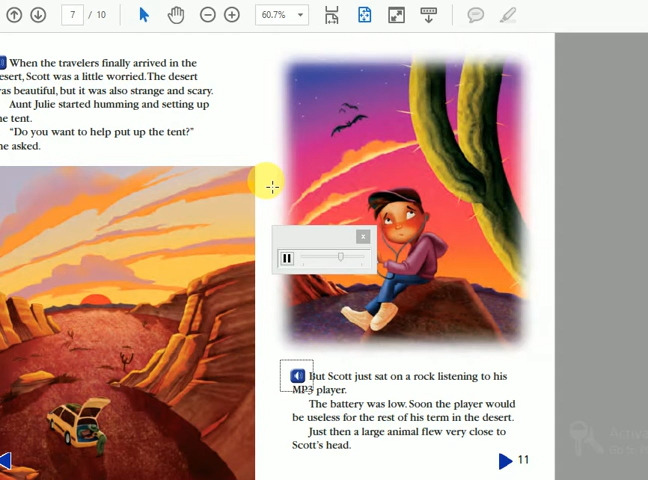 7 / 10
60.7%
When the travelers finally arrived in the
esert, Scott was a little worried. The desert
as beautiful, but it was also strange and scary.
Aunt Julie started humming and setting up
he tent.
“Do you want to help put up the tent?”
he asked.
x
But Scott just sat on a rock listening to his
MP3 player.
The battery was low. Soon the player would
be useless for the rest of his term in the desert.
Just then a large animal flew very close to
Scott’s head.
11